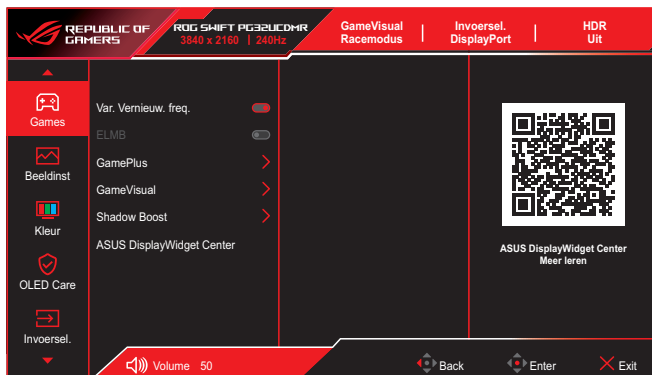 REPUBLIC OF
GAMERS
ROG SWIFT PG32UCDMR
3840 x 2160 | 240Hz
GameVisual
Racemodus
Invoersel.
DisplayPort
HDR
Uit
Games
Beeldinst
Kleur
OLED Care
Invoersel.
Var. Vernieuw. freq.
ELMB
GamePlus
GameVisual
Shadow Boost
ASUS DisplayWidget Center
ASUS DisplayWidget Center
Meer leren
Volume 50
Back
Enter
Exit